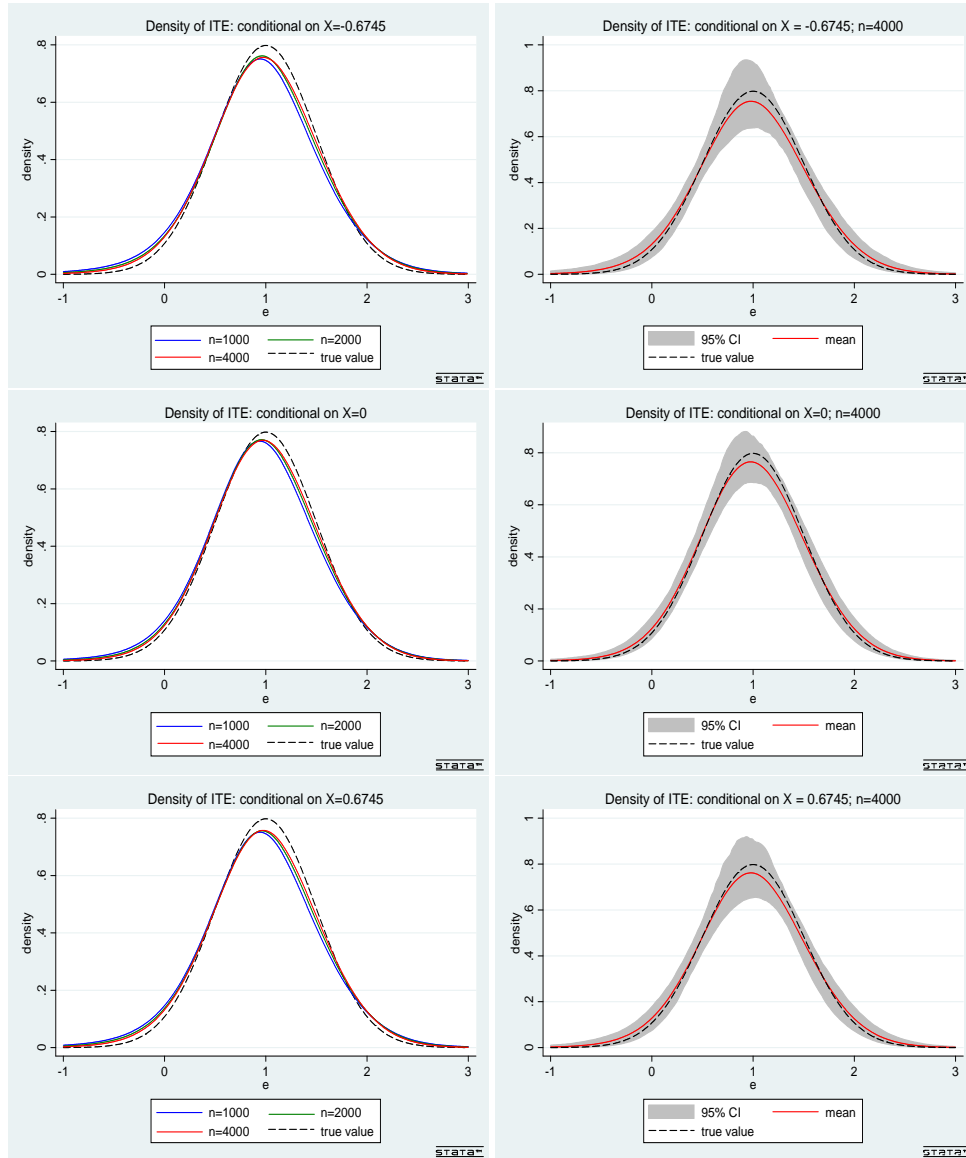 Density of ITE: conditional on X=-0.6745
.8
.6
density
.4
.2
0
-1 0 1 2 3
e
n=1000 n=2000
n=4000 true value
STATA™
Density of ITE: conditional on X = -0.6745; n=4000
1
.8
.6
density
.4
.2
0
-1 0 1 2 3
e
95% CI mean
true value
STATA™
Density of ITE: conditional on X=0
.8
.6
density
.4
.2
0
-1 0 1 2 3
e
n=1000 n=2000
n=4000 true value
STATA™
Density of ITE: conditional on X=0; n=4000
.8
.6
density
.4
.2
0
-1 0 1 2 3
e
95% CI mean
true value
STATA™
Density of ITE: conditional on X=0.6745
.8
.6
density
.4
.2
0
-1 0 1 2 3
e
n=1000 n=2000
n=4000 true value
STATA™
Density of ITE: conditional on X = 0.6745; n=4000
1
.8
.6
density
.4
.2
0
-1 0 1 2 3
e
95% CI mean
true value
STATA™